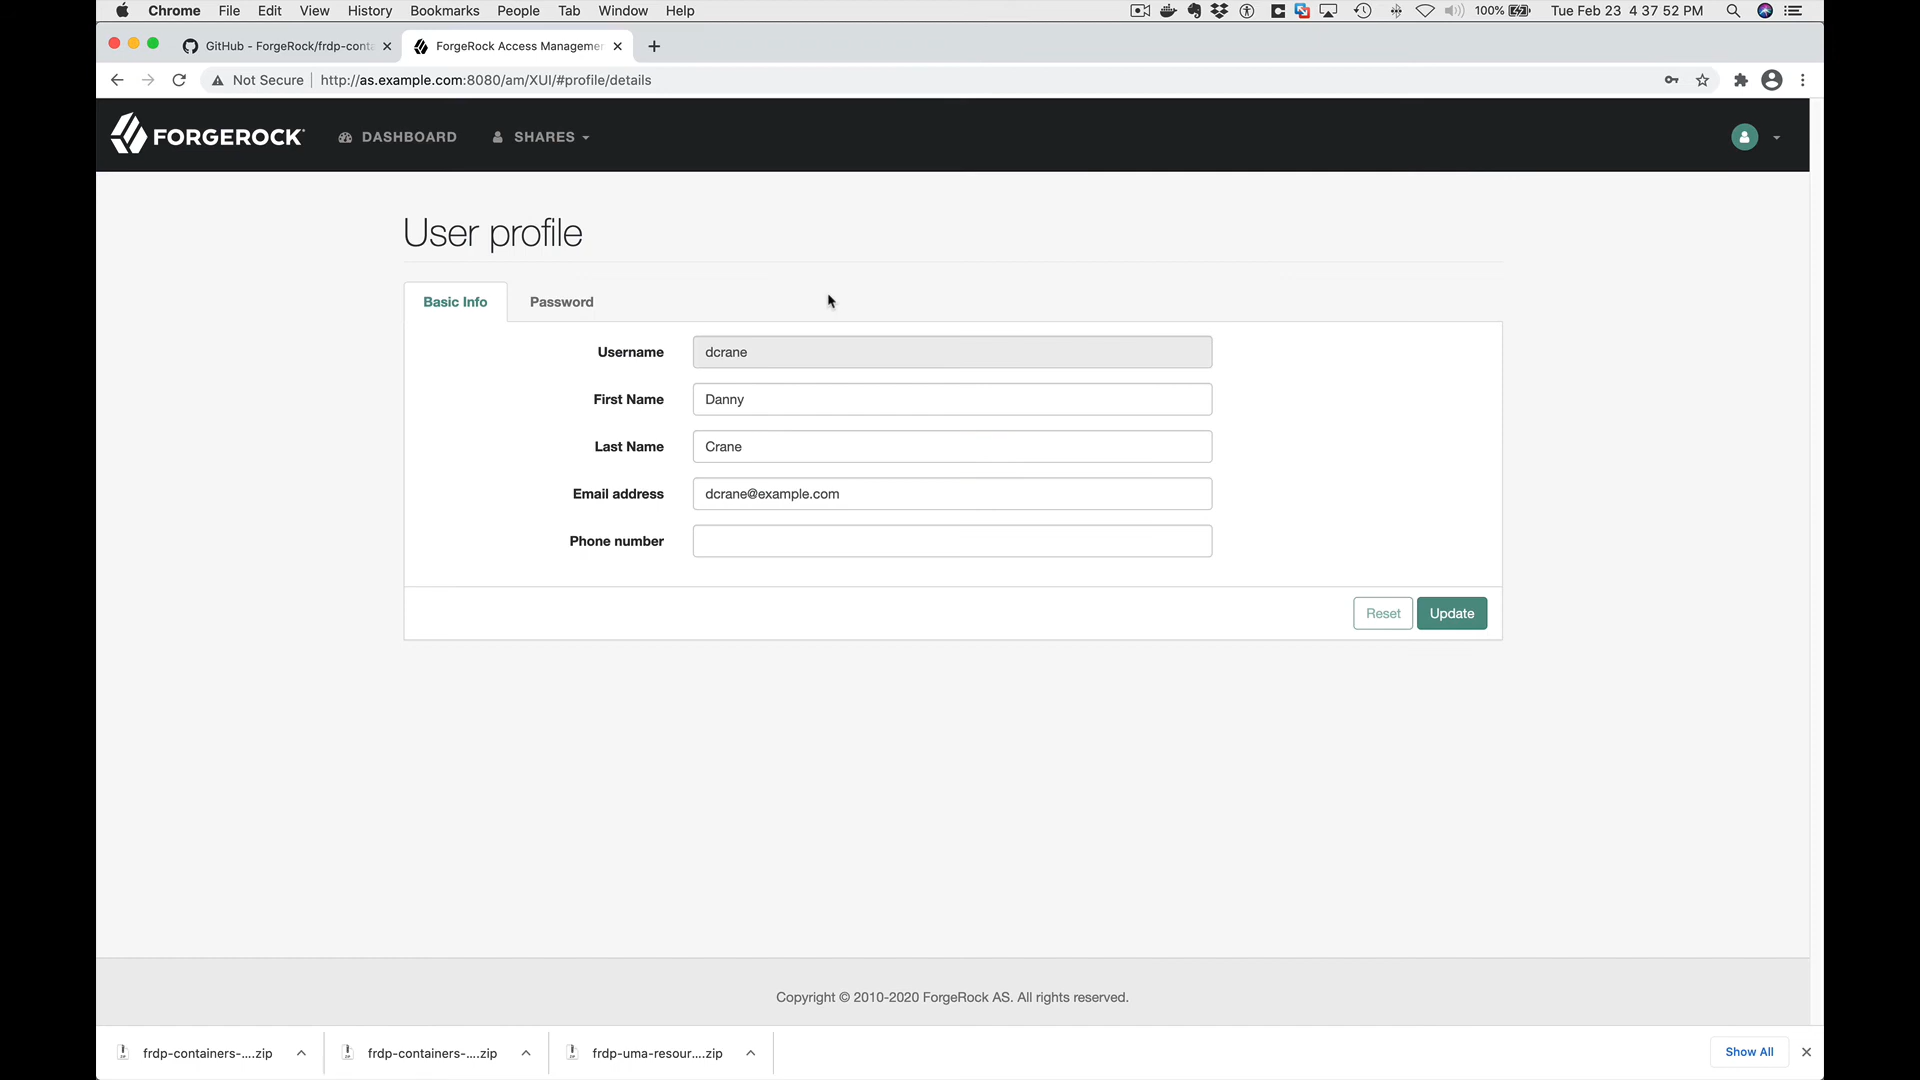 Chrome File Edit View History Bookmarks People Tab Window Help 100% Tue Feb 23 4 37 52 PM
GitHub - ForgeRock/frdp-conta
ForgeRock Access Managemer
Not Secure http://as.example.com:8080/am/XUI/#profile/details
FORGEROCK DASHBOARD SHARES
User profile
Basic Info Password
Username dcrane
First Name Danny
Last Name Crane
Email address dcrane@example.com
Phone number
Reset Update
Copyright © 2010-2020 ForgeRock AS. All rights reserved.
frdp-containers-....zip frdp-containers-....zip frdp-uma-resour....zip Show All